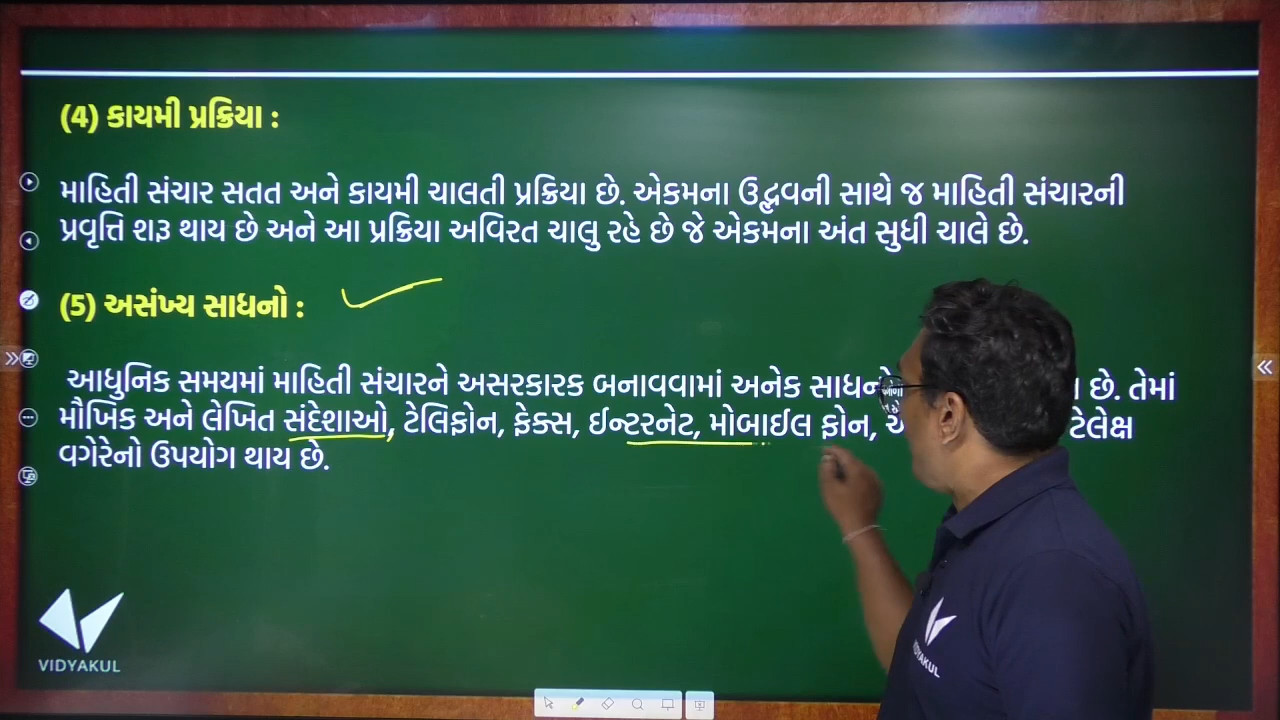 (4) કાયમી પ્રક્રિયા :
માહિતી સંચાર સતત અને કાયમી ચાલતી પ્રક્રિયા છે. એકમના ઉદ્ભવની સાથે જ માહિતી સંચારની
પ્રવૃત્તિ શરૂ થાય છે અને આ પ્રક્રિયા અવિરત ચાલુ રહે છે જે એકમના અંત સુધી ચાલે છે.
(5) અસંખ્ય સાધનો :
આધુનિક સમયમાં માહિતી સંચારને અસરકારક બનાવવામાં અનેક છે. તેમાં
મૌખિક અને લેખિત સંદેશાઓ, ટેલિફોન, ફેક્સ, ઈન્ટરનેટ, મોબાઈલ ફોન, ટેલેક્ષ
વગેરેનો ઉપયોગ થાય છે.
VIDYAKUL
VIDYAKUL